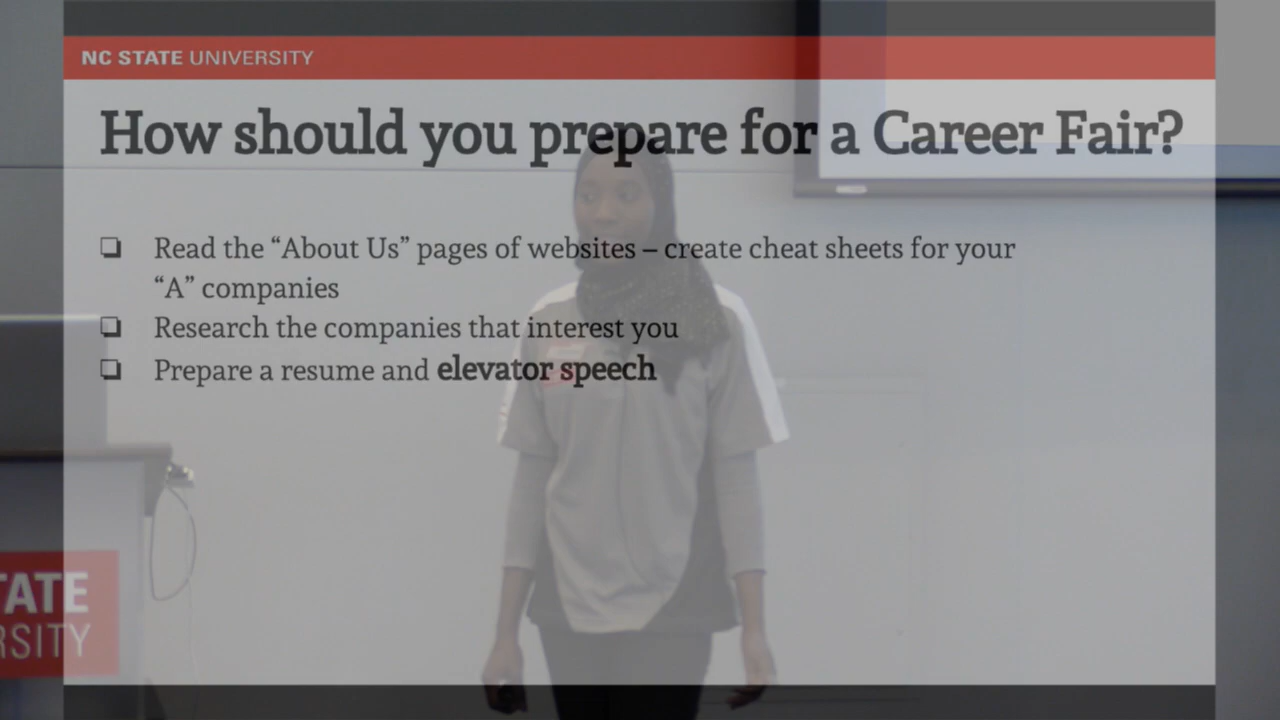 NC STATE UNIVERSITY
How should you prepare for a Career Fair?
❏ Read the “About Us” pages of websites – create cheat sheets for your
“A” companies
❏ Research the companies that interest you
❏ Prepare a resume and elevator speech
TATE
RSITY